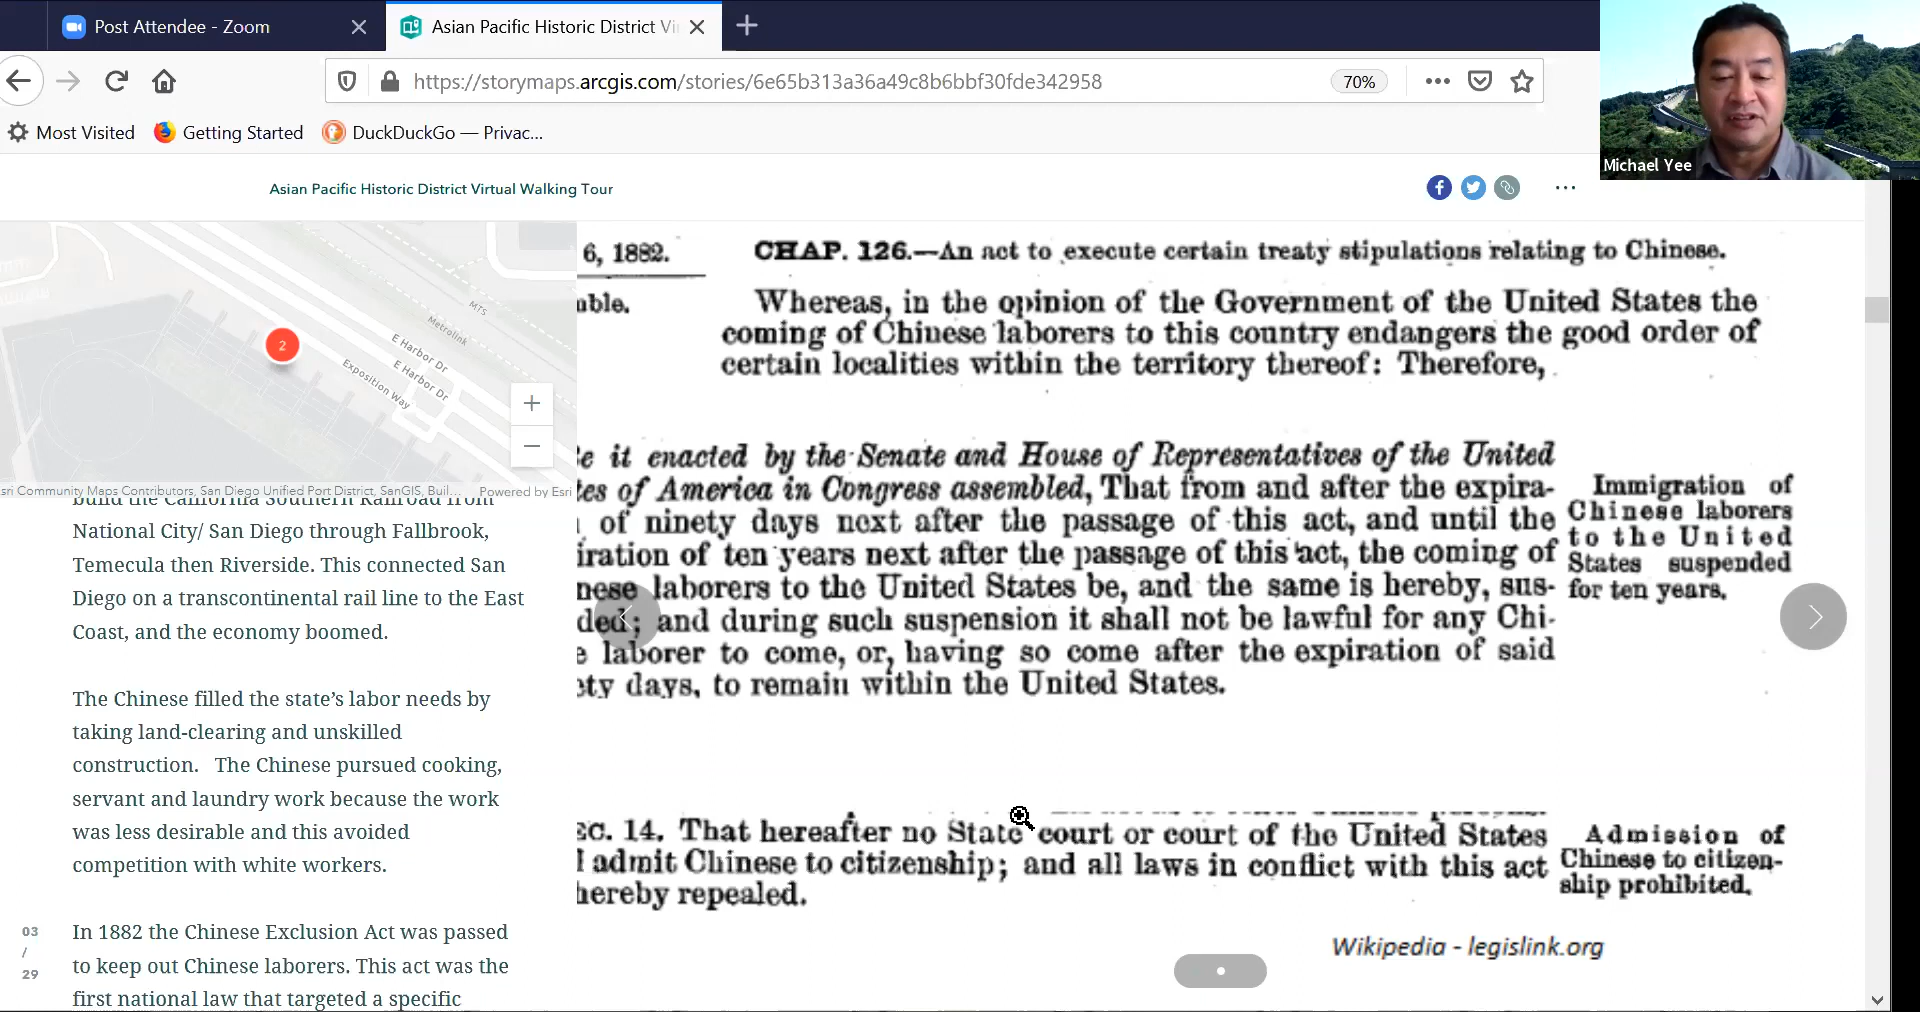 Post Attendee - Zoom
Asian Pacific Historic District Vi
https://storymaps.arcgis.com/stories/6e65b313a36a49c8b6bbf30fde342958
70%
Most Visited
Getting Started
DuckDuckGo — Privac...
Michael Yee
Asian Pacific Historic District Virtual Walking Tour
MTS
Metrolink
E Harbor Dr
E Harbor Dr
Exposition Way
2
sri Community Maps Contributors, San Diego Unified Port District, SanGIS, Buil...
Powered by Esri
build the California Southern Railroad from
National City/ San Diego through Fallbrook,
Temecula then Riverside. This connected San
Diego on a transcontinental rail line to the East
Coast, and the economy boomed.
The Chinese filled the state’s labor needs by
taking land-clearing and unskilled
construction. The Chinese pursued cooking,
servant and laundry work because the work
was less desirable and this avoided
competition with white workers.
In 1882 the Chinese Exclusion Act was passed
to keep out Chinese laborers. This act was the
first national law that targeted a specific
03
/
29
6, 1882.
CHAP. 126.—An act to execute certain treaty stipulations relating to Chinese.
mble.
Whereas, in the opinion of the Government of the United States the
coming of Chinese laborers to this country endangers the good order of
certain localities within the territory thereof: Therefore,
e it enacted by the Senate and House of Representatives of the United
tes of America in Congress assembled, That from and after the expira-
of ninety days next after the passage of this act, and until the
iration of ten years next after the passage of this act, the coming of
nese laborers to the United States be, and the same is hereby, sus-
ded; and during such suspension it shall not be lawful for any Chi-
e laborer to come, or, having so come after the expiration of said
ety days, to remain within the United States.
Immigration of
Chinese laborers
to the United
States suspended
for ten years.
EC. 14. That hereafter no State court or court of the United States
l admit Chinese to citizenship; and all laws in conflict with this act
hereby repealed.
Admission of
Chinese to citizen-
ship prohibited.
Wikipedia - legislink.org